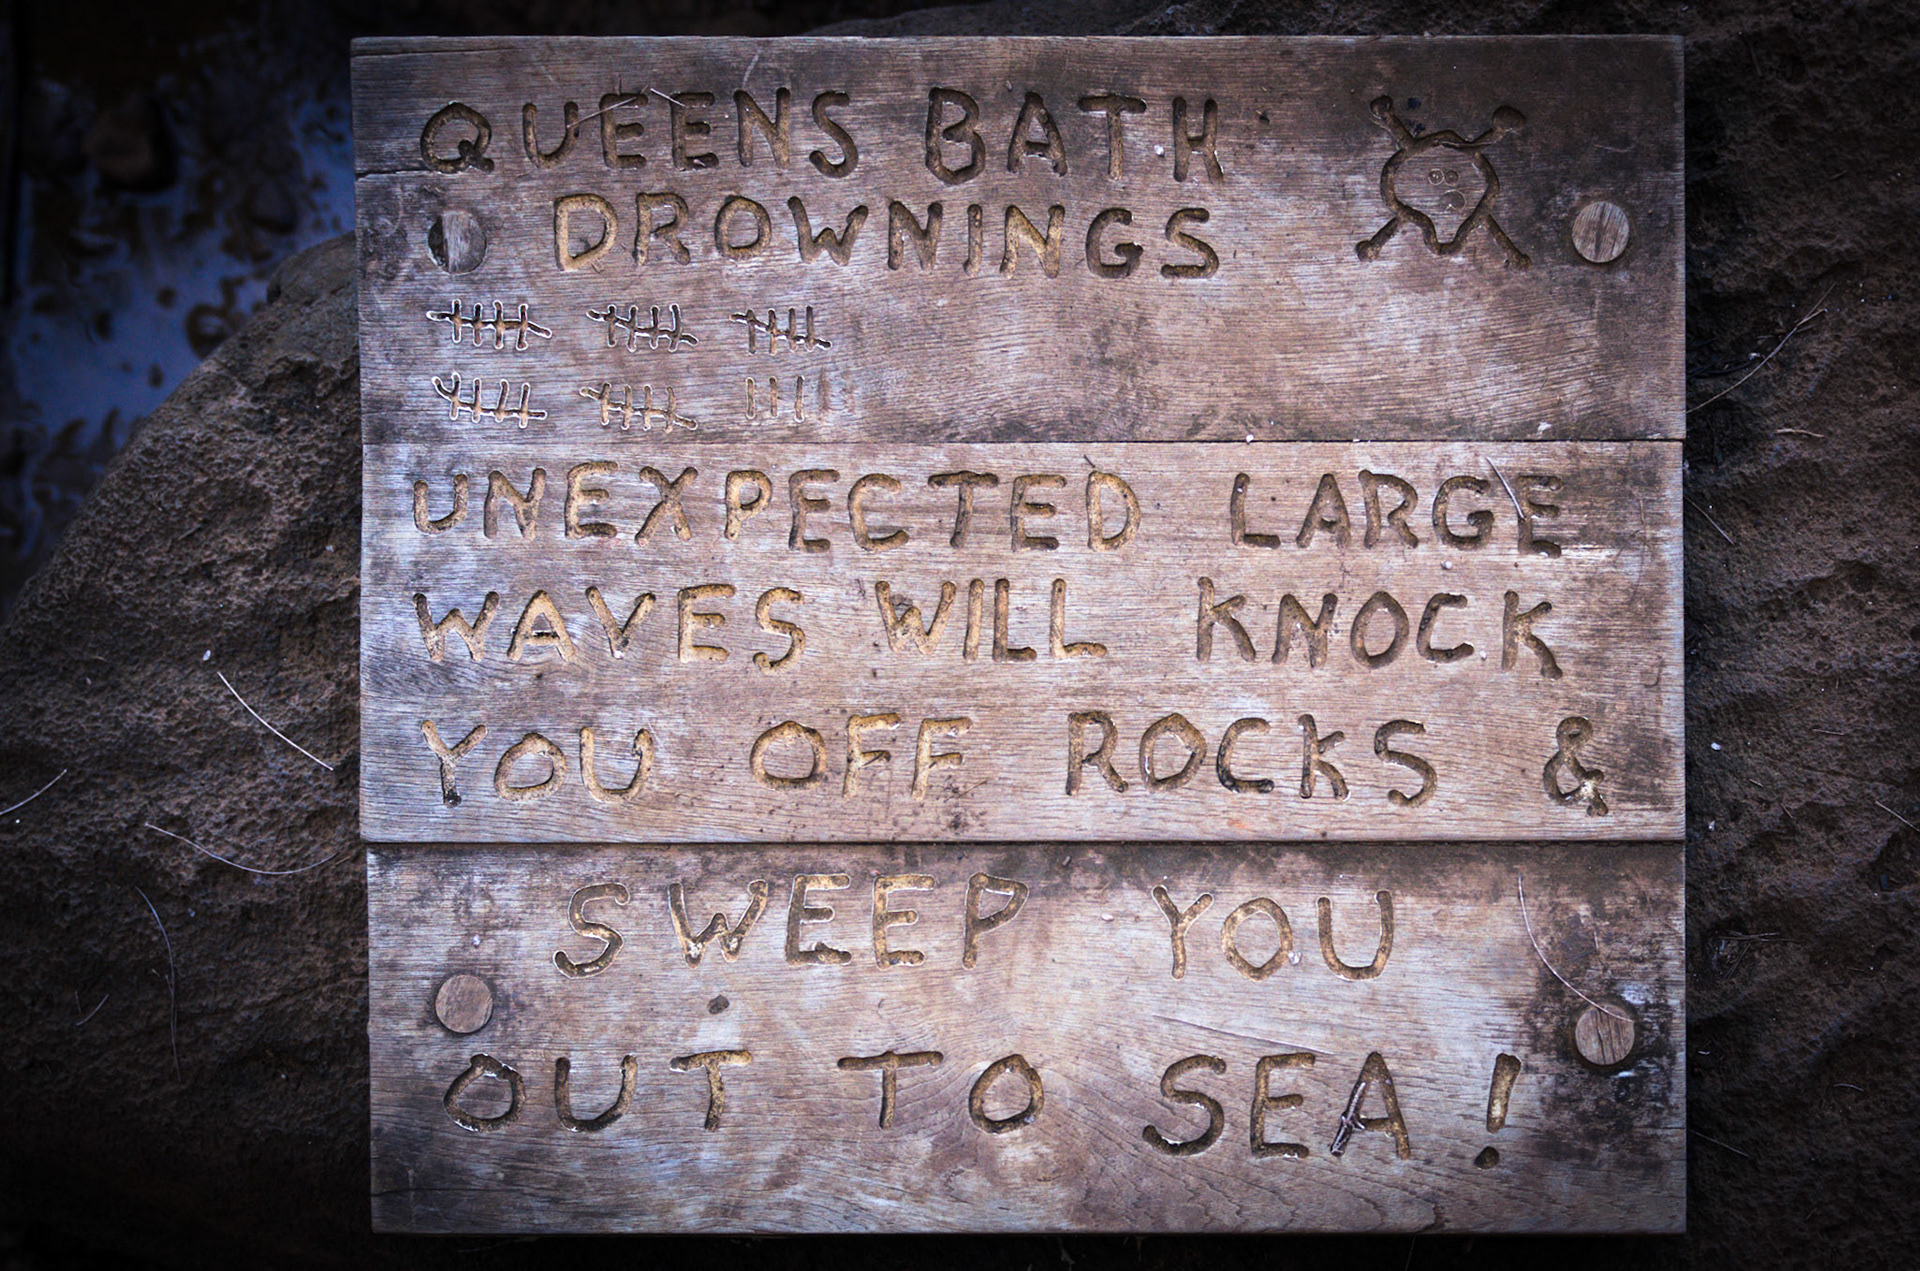 QUEENS BATH
DROWNINGS
UNEXPECTED LARGE
WAVES WILL KNOCK
YOU OFF ROCKS &
SWEEP YOU
OUT TO SEA!